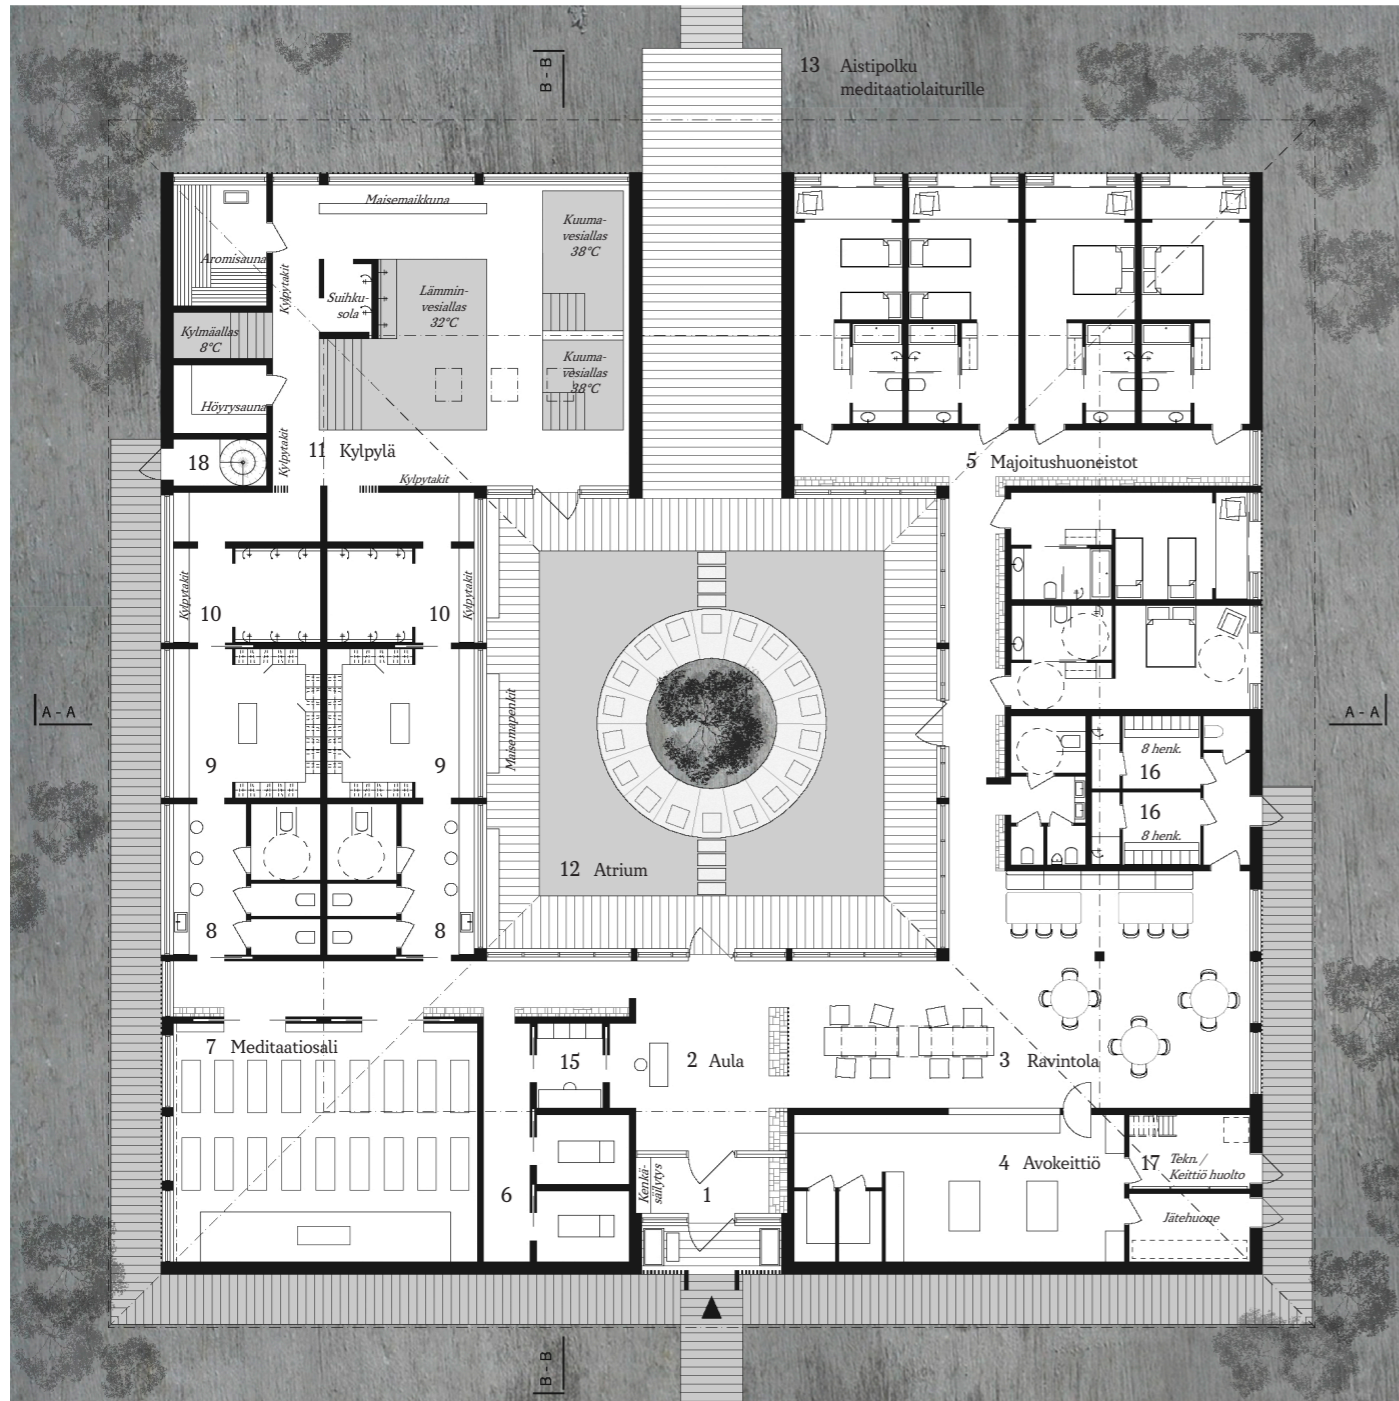 B - B
13 Aistipolku
meditaatiolaiturille
Maisemaikkuna
Kuuma-
vesiallas
38°C
Aromisauna
Kylpytakit
Suihku-
sola
Lämmin-
vesiallas
32°C
Kylmäallas
8°C
Kuuma-
vesiallas
38°C
Höyrysauna
18
Kylpytakit
11 Kylpylä
Kylpytakit
5 Majoitushuoneistot
Kylpytakit
10
10
Kylpytakit
A - A
Maisemapenkit
A - A
9
9
8 henk.
16
16
8 henk.
12 Atrium
8
8
7 Meditaatiosali
15
2 Aula
3 Ravintola
6
Kenkä-
säilytys
1
4 Avokeittiö
17 Tekn./
Keittiö huolto
Jätehuone
B - B